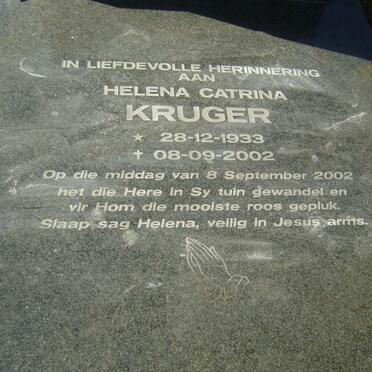 IN LIEFDEVOLLE HERINNERING
AAN
HELENA CATRINA
KRUGER
★ 28-12-1933
✝ 08-09-2002
Op die middag van 8 September 2002
het die Here in Sy tuin gewandel en
vir Hom die mooiste roos gepluk.
Slaap sag Helena, veilig in Jesus arms.